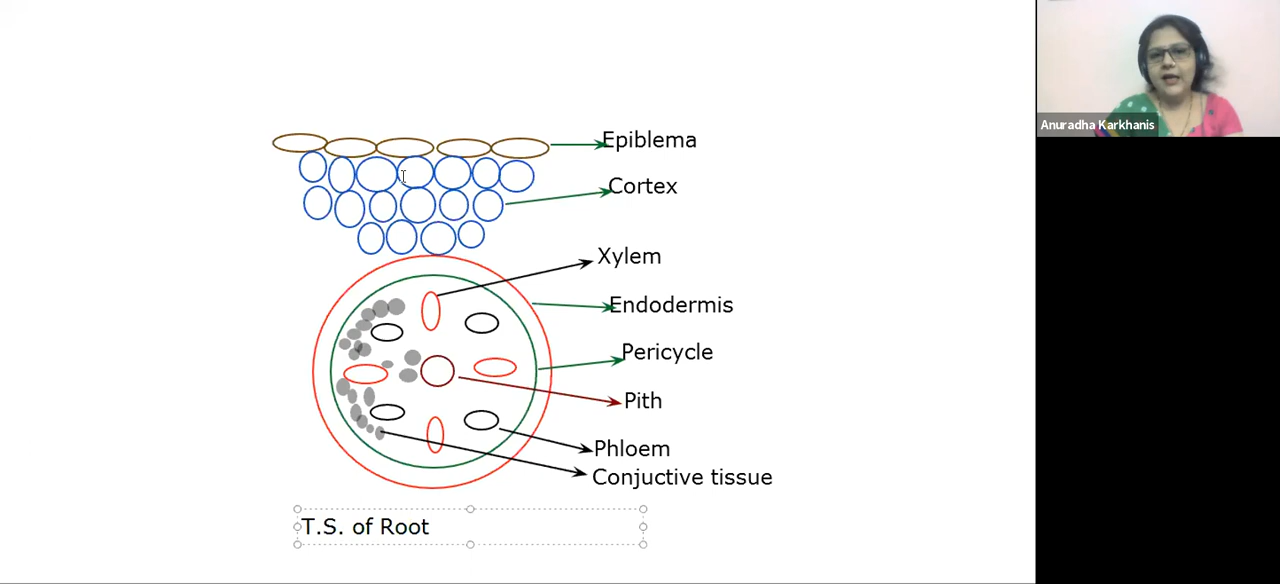 Anuradha Karkhanis
Epiblema
Cortex
Xylem
Endodermis
Pericycle
Pith
Phloem
Conjuctive tissue
T.S. of Root